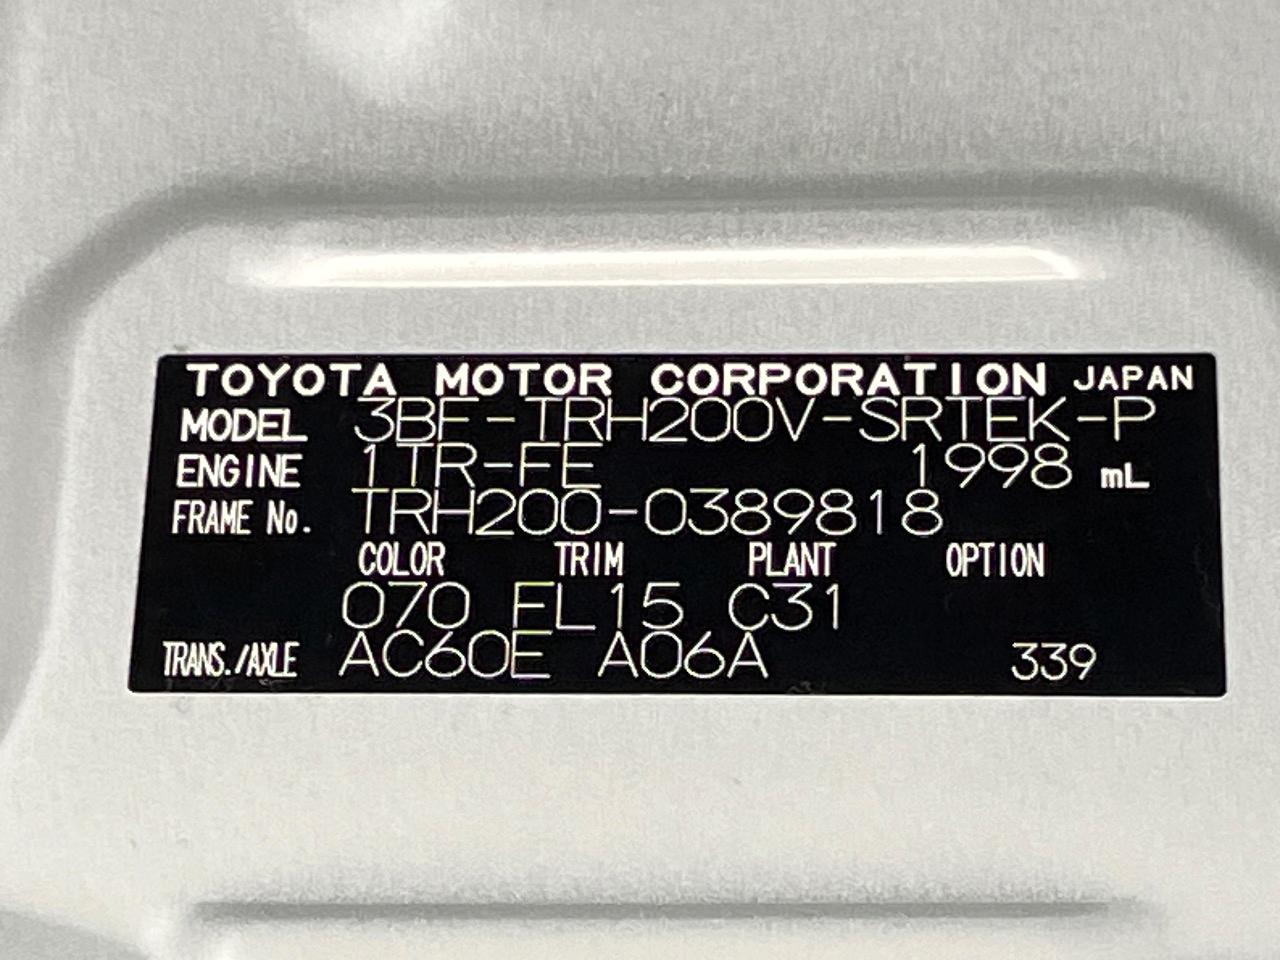 TOYOTA MOTOR CORPORATION JAPAN
MODEL 3BF-TRH200V-SRTEK-P
ENGINE 1TR-FE 1998 mL
FRAME No. TRH200-0389818
COLOR TRIM PLANT OPTION
070 FL15 C31
TRANS./AXLE AC60E A06A 339